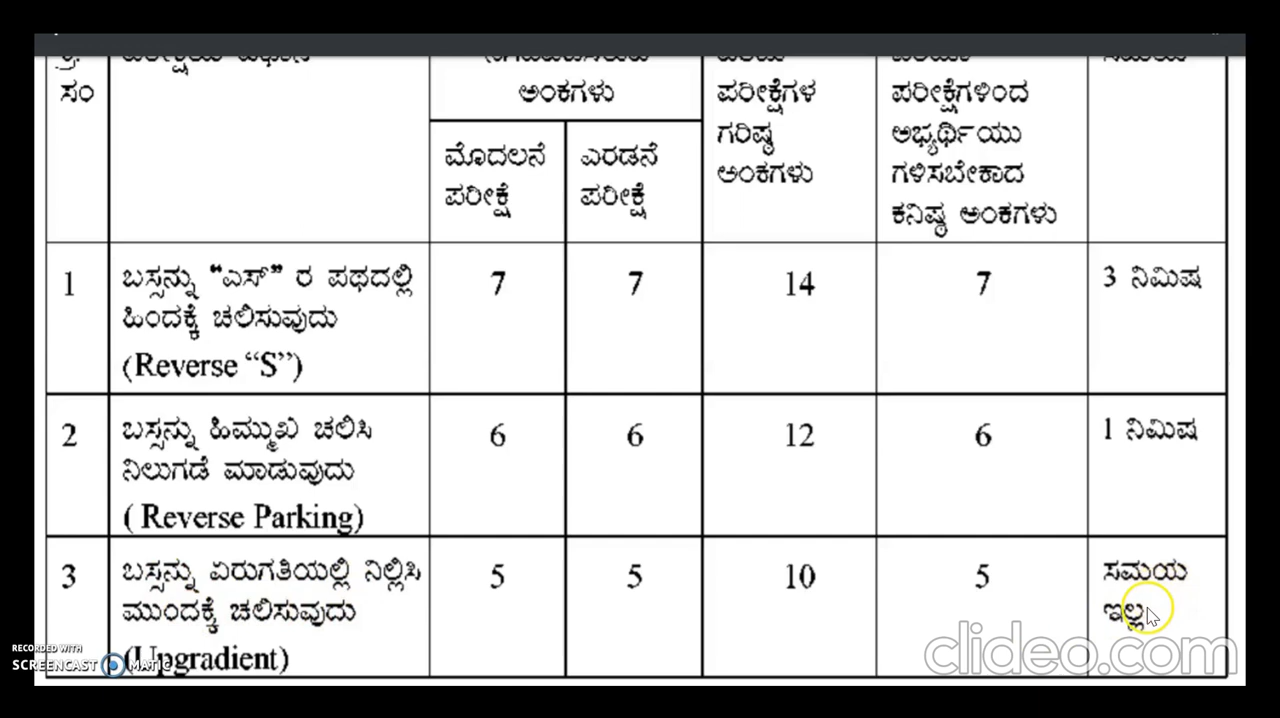 ಸಂ
ಅಂಕಗಳು
ಪರೀಕ್ಷೆಗಳ
ಗರಿಷ್ಠ
ಅಂಕಗಳು
ಪರೀಕ್ಷೆಗಳಿಂದ
ಅಭ್ಯರ್ಥಿಯು
ಗಳಿಸಬೇಕಾದ
ಕನಿಷ್ಠ ಅಂಕಗಳು
ಮೊದಲನೆ
ಪರೀಕ್ಷೆ
ಎರಡನೆ
ಪರೀಕ್ಷೆ
1
ಬಸ್ಸನ್ನು “ಎಸ್” ರ ಪಥದಲ್ಲಿ
ಹಿಂದಕ್ಕೆ ಚಲಿಸುವುದು
(Reverse “S”)
7
7
14
7
3 ನಿಮಿಷ
2
ಬಸ್ಸನ್ನು ಹಿಮ್ಮುಖ ಚಲಿಸಿ
ನಿಲುಗಡೆ ಮಾಡುವುದು
( Reverse Parking)
6
6
12
6
1 ನಿಮಿಷ
3
ಬಸ್ಸನ್ನು ಏರುಗತಿಯಲ್ಲಿ ನಿಲ್ಲಿಸಿ
ಮುಂದಕ್ಕೆ ಚಲಿಸುವುದು
(Upgradient)
5
5
10
5
ಸಮಯ
ಇಲ್ಲ
RECORDED WITH
SCREENCAST MATIC
clideo.com